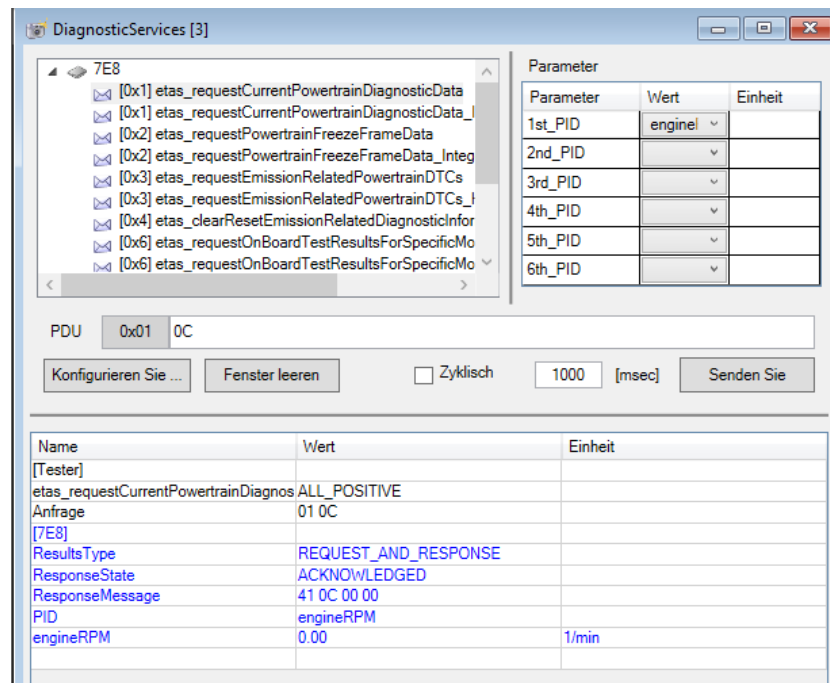 DiagnosticServices [3]
7E8
[0x1] etas_requestCurrentPowertrainDiagnosticData
[0x1] etas_requestCurrentPowertrainDiagnosticData_I
[0x2] etas_requestPowertrainFreezeFrameData
[0x2] etas_requestPowertrainFreezeFrameData_Integ
[0x3] etas_requestEmissionRelatedPowertrainDTCs
[0x3] etas_requestEmissionRelatedPowertrainDTCs_H
[0x4] etas_clearResetEmissionRelatedDiagnosticInfor
[0x6] etas_requestOnBoardTestResultsForSpecificMo
[0x6] etas_requestOnBoardTestResultsForSpecificMo
Parameter
Parameter Wert Einheit
1st_PID engineI
2nd_PID
3rd_PID
4th_PID
5th_PID
6th_PID
PDU 0x01 0C
Konfigurieren Sie ... Fenster leeren Zyklisch 1000 [msec] Senden Sie
Name Wert Einheit
[Tester]
etas_requestCurrentPowertrainDiagnos ALL_POSITIVE
Anfrage 01 0C
[7E8]
ResultsType REQUEST_AND_RESPONSE
ResponseState ACKNOWLEDGED
ResponseMessage 41 0C 00 00
PID engineRPM
engineRPM 0.00 1/min